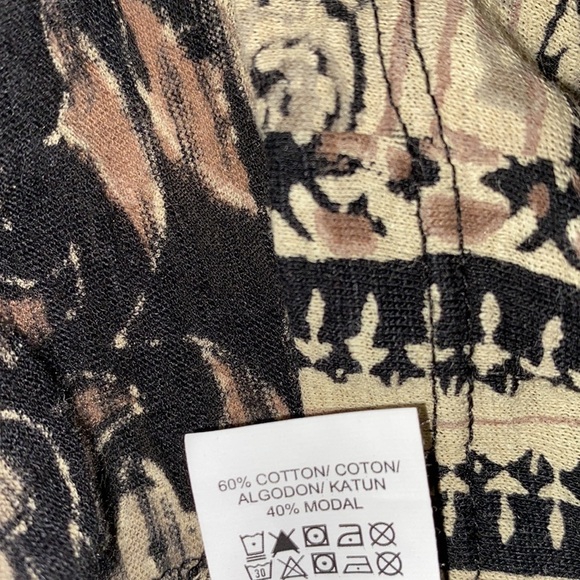 60% COTTON/ COTON/
ALGODON/ KATUN
40% MODAL
30